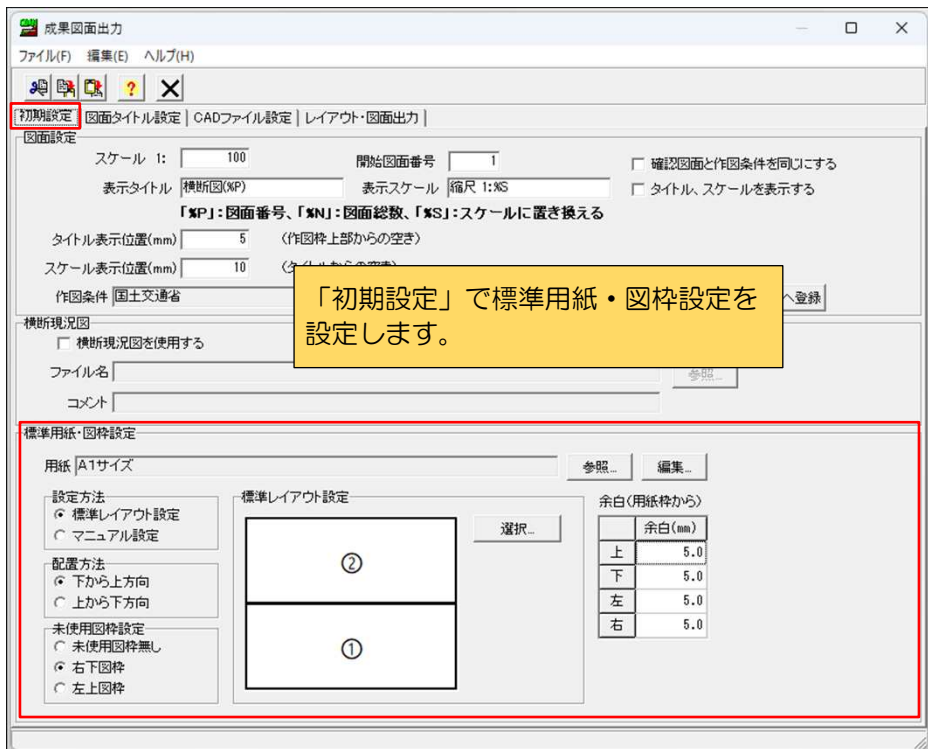 成果図面出力
ファイル(F) 編集(E) ヘルプ(H)
初期設定 図面タイトル設定 CADファイル設定 レイアウト・図面出力
図面設定
スケール 1: 100 開始図面番号 1 確認図面と作図条件を同じにする
表示タイトル 横断図(%P) 表示スケール 縮尺 1:%S タイトル、スケールを表示する
「%P」:図面番号、「%N」:図面総数、「%S」:スケールに置き換える
タイトル表示位置(mm) 5 (作図枠上部からの空き)
スケール表示位置(mm) 10
作図条件 国土交通省 へ登録
「初期設定」で標準用紙・図枠設定を
設定します。
横断現況図
横断現況図を使用する
ファイル名 参照...
コメント
標準用紙・図枠設定
用紙 A1サイズ 参照... 編集...
設定方法
標準レイアウト設定
マニュアル設定
配置方法
下から上方向
上から下方向
未使用図枠設定
未使用図枠無し
右下図枠
左上図枠
標準レイアウト設定
選択...
②
①
余白(用紙枠から)
余白(mm)
上 5.0
下 5.0
左 5.0
右 5.0